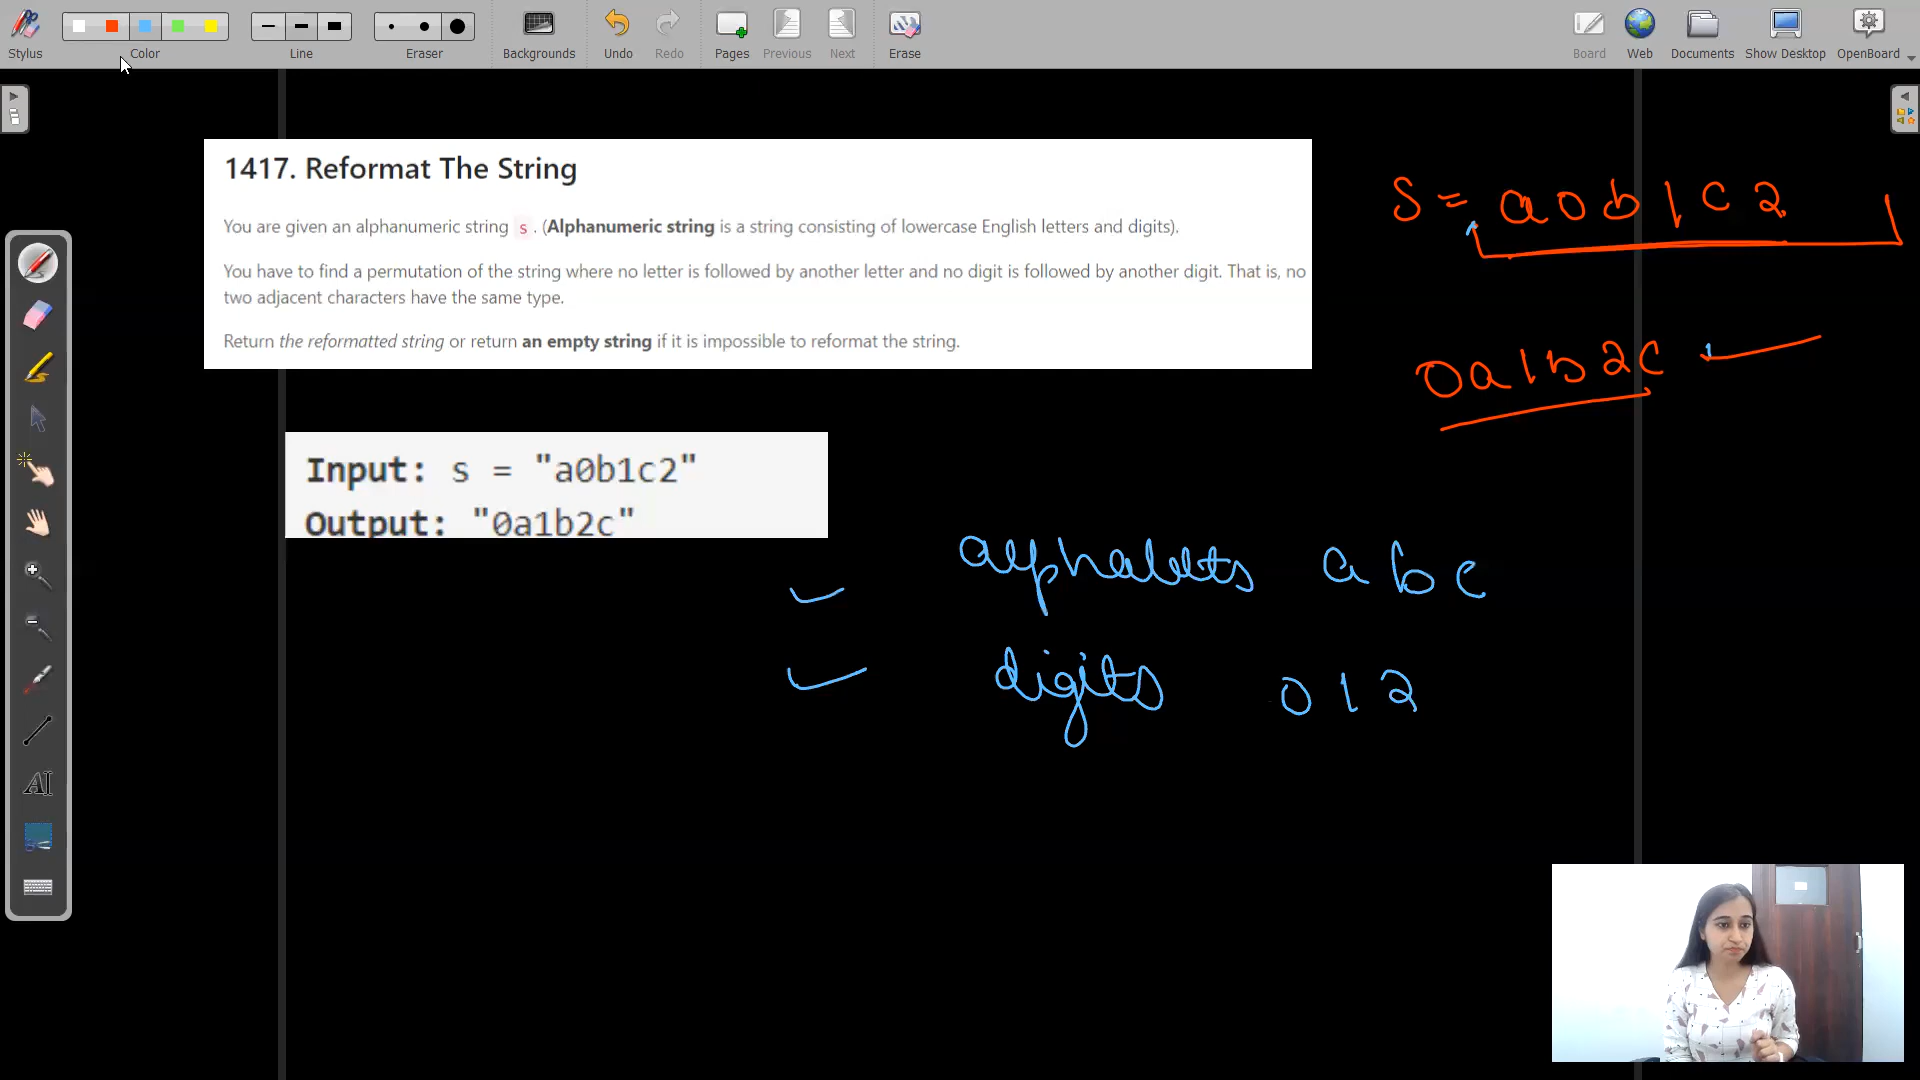 Stylus
Color
Line
Eraser
Backgrounds
Undo
Redo
Pages
Previous
Next
Erase
Board
Web
Documents
Show Desktop
OpenBoard
1417. Reformat The String
You are given an alphanumeric string s . (Alphanumeric string is a string consisting of lowercase English letters and digits).
You have to find a permutation of the string where no letter is followed by another letter and no digit is followed by another digit. That is, no
two adjacent characters have the same type.
Return the reformatted string or return an empty string if it is impossible to reformat the string.
S = a0b1c2
0a1b2c
Input: s = "a0b1c2"
Output: "0a1b2c"
alphabets a b c
digits 0 1 2
AI